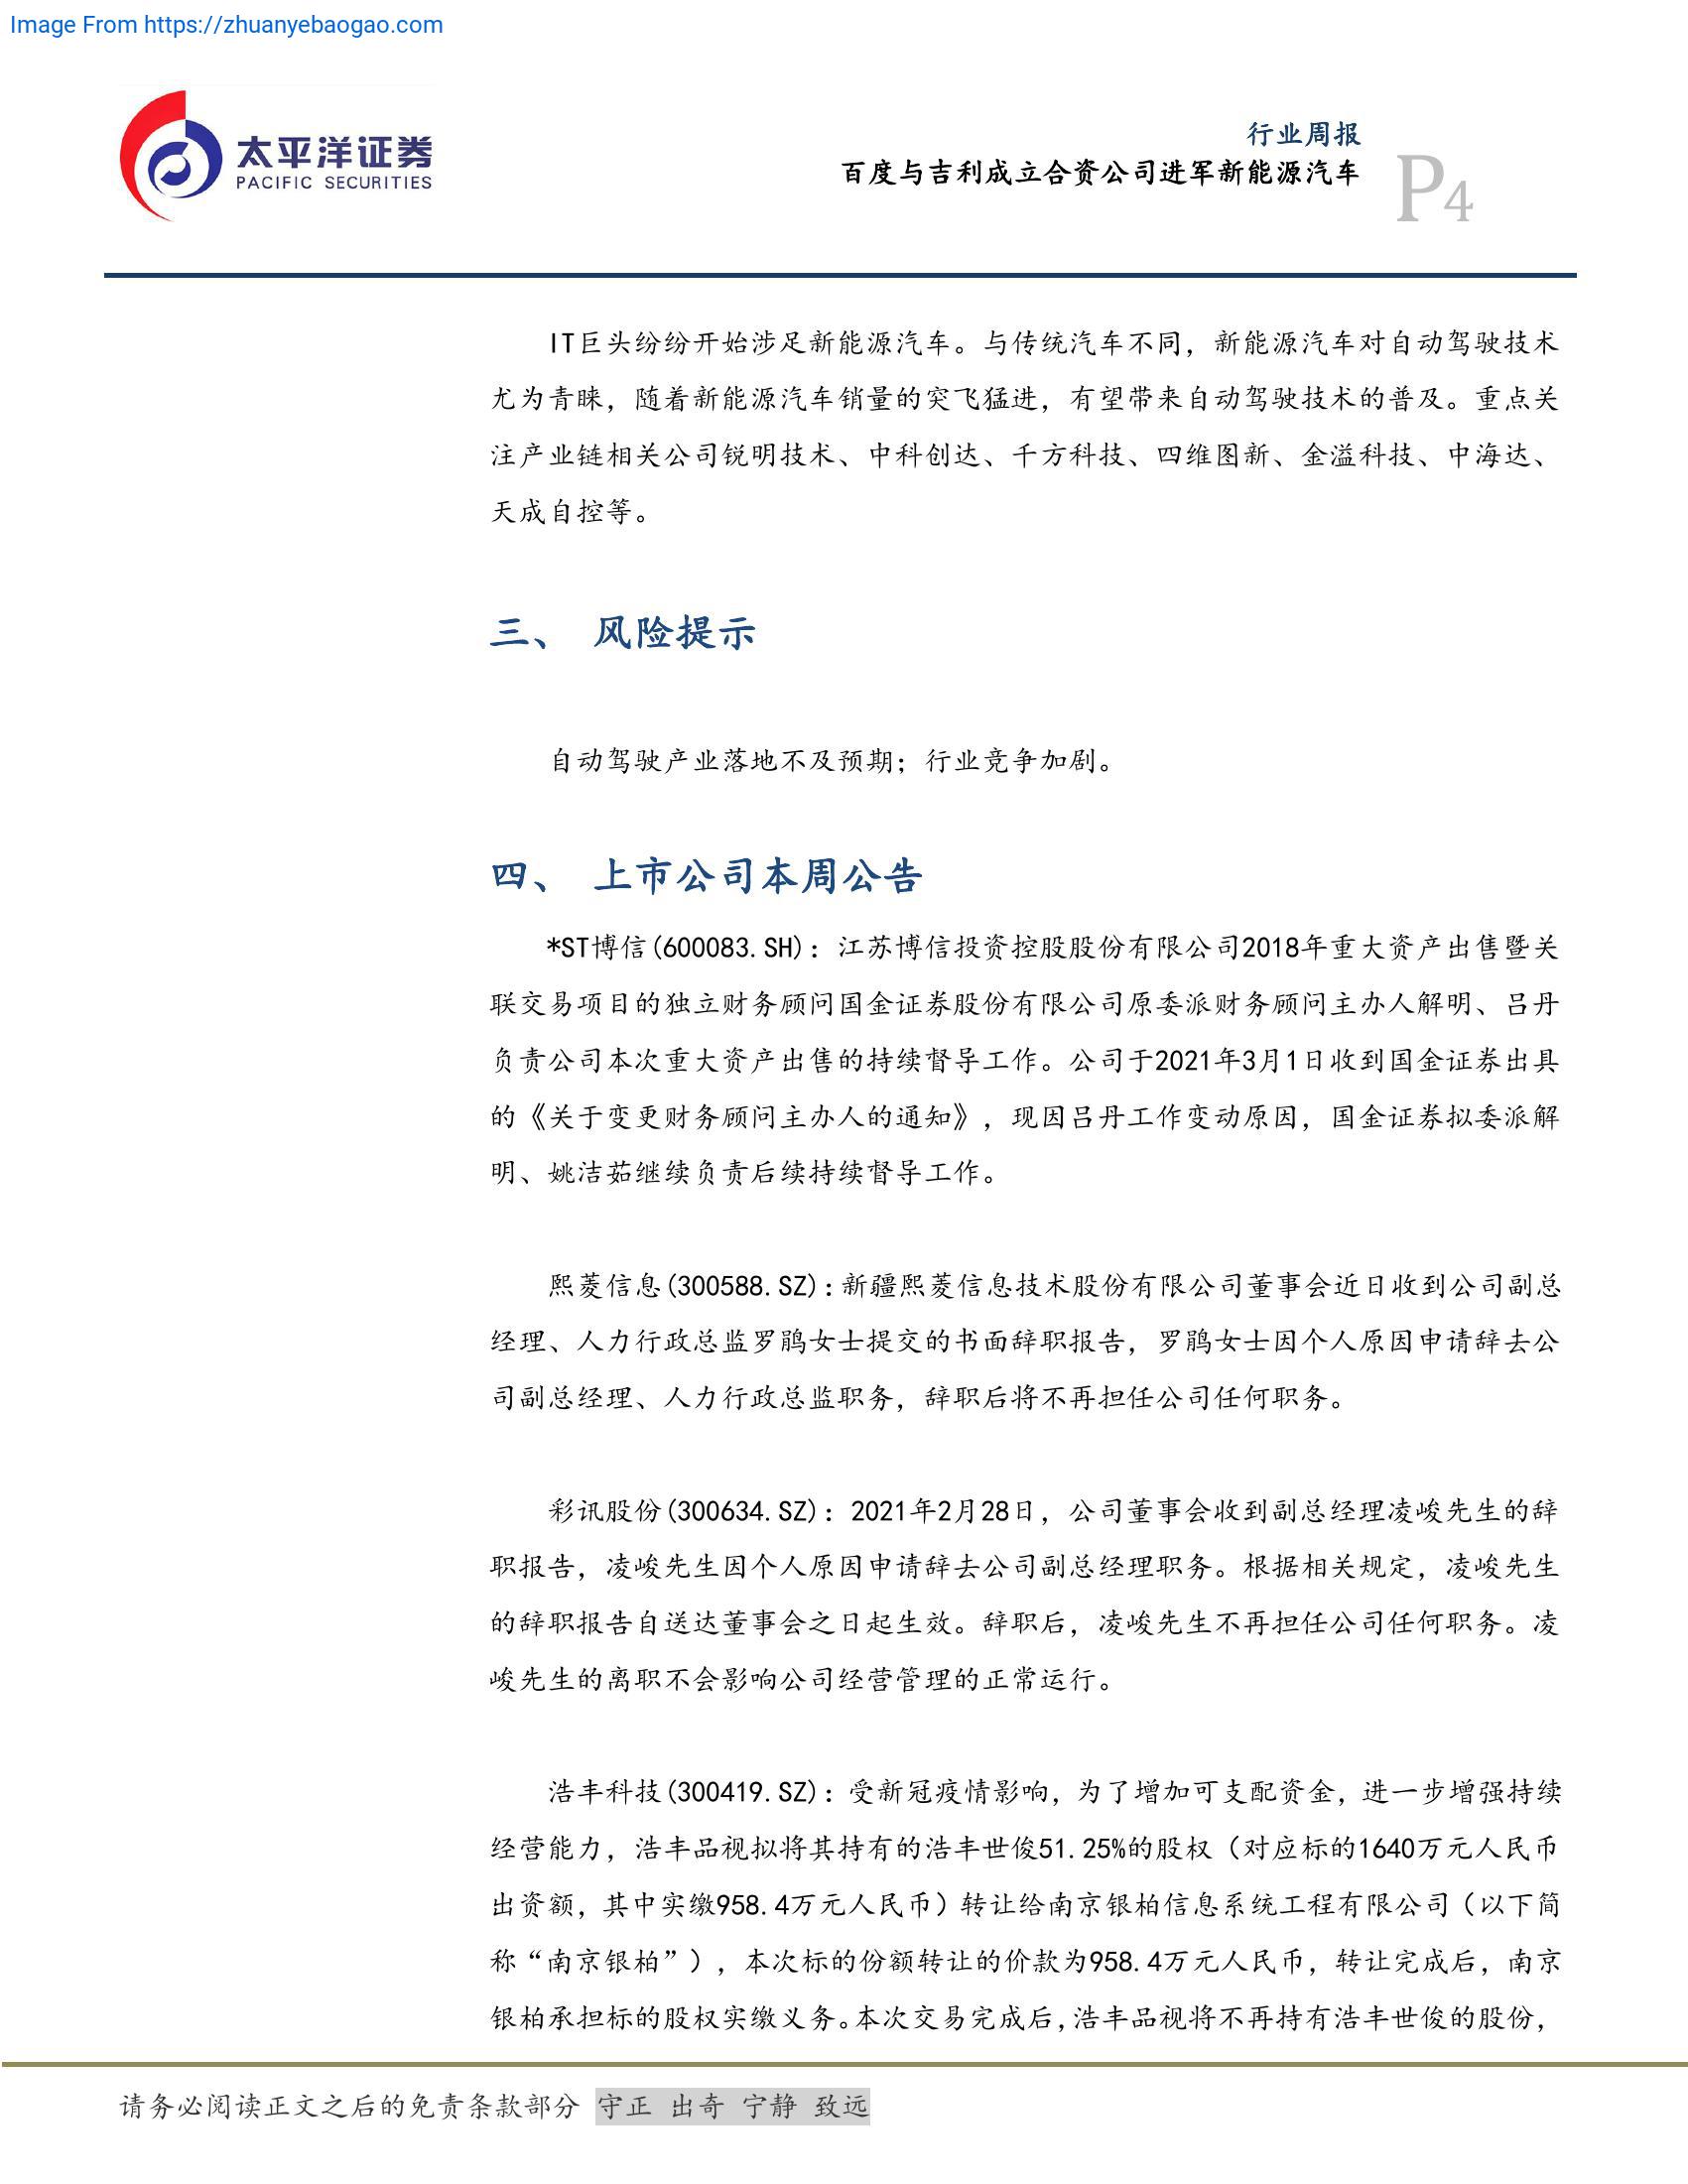 Image From https://zhuanyebaogao.com
太平洋证券
PACIFIC SECURITIES
行业周报
百度与吉利成立合资公司进军新能源汽车
P4
IT巨头纷纷开始涉足新能源汽车。与传统汽车不同，新能源汽车对自动驾驶技术
尤为青睐，随着新能源汽车销量的突飞猛进，有望带来自动驾驶技术的普及。重点关
注产业链相关公司锐明技术、中科创达、千方科技、四维图新、金溢科技、中海达、
天成自控等。
三、 风险提示
自动驾驶产业落地不及预期；行业竞争加剧。
四、 上市公司本周公告
*ST博信(600083.SH)：江苏博信投资控股股份有限公司2018年重大资产出售暨关
联交易项目的独立财务顾问国金证券股份有限公司原委派财务顾问主办人解明、吕丹
负责公司本次重大资产出售的持续督导工作。公司于2021年3月1日收到国金证券出具
的《关于变更财务顾问主办人的通知》，现因吕丹工作变动原因，国金证券拟委派解
明、姚洁茹继续负责后续持续督导工作。
熙菱信息(300588.SZ)：新疆熙菱信息技术股份有限公司董事会近日收到公司副总
经理、人力行政总监罗鹃女士提交的书面辞职报告，罗鹃女士因个人原因申请辞去公
司副总经理、人力行政总监职务，辞职后将不再担任公司任何职务。
彩讯股份(300634.SZ)：2021年2月28日，公司董事会收到副总经理凌峻先生的辞
职报告，凌峻先生因个人原因申请辞去公司副总经理职务。根据相关规定，凌峻先生
的辞职报告自送达董事会之日起生效。辞职后，凌峻先生不再担任公司任何职务。凌
峻先生的离职不会影响公司经营管理的正常运行。
浩丰科技(300419.SZ)：受新冠疫情影响，为了增加可支配资金，进一步增强持续
经营能力，浩丰品视拟将其持有的浩丰世俊51.25%的股权（对应标的1640万元人民币
出资额，其中实缴958.4万元人民币）转让给南京银柏信息系统工程有限公司（以下简
称“南京银柏”），本次标的份额转让的价款为958.4万元人民币，转让完成后，南京
银柏承担标的股权实缴义务。本次交易完成后，浩丰品视将不再持有浩丰世俊的股份，
请务必阅读正文之后的免责条款部分 守正 出奇 宁静 致远